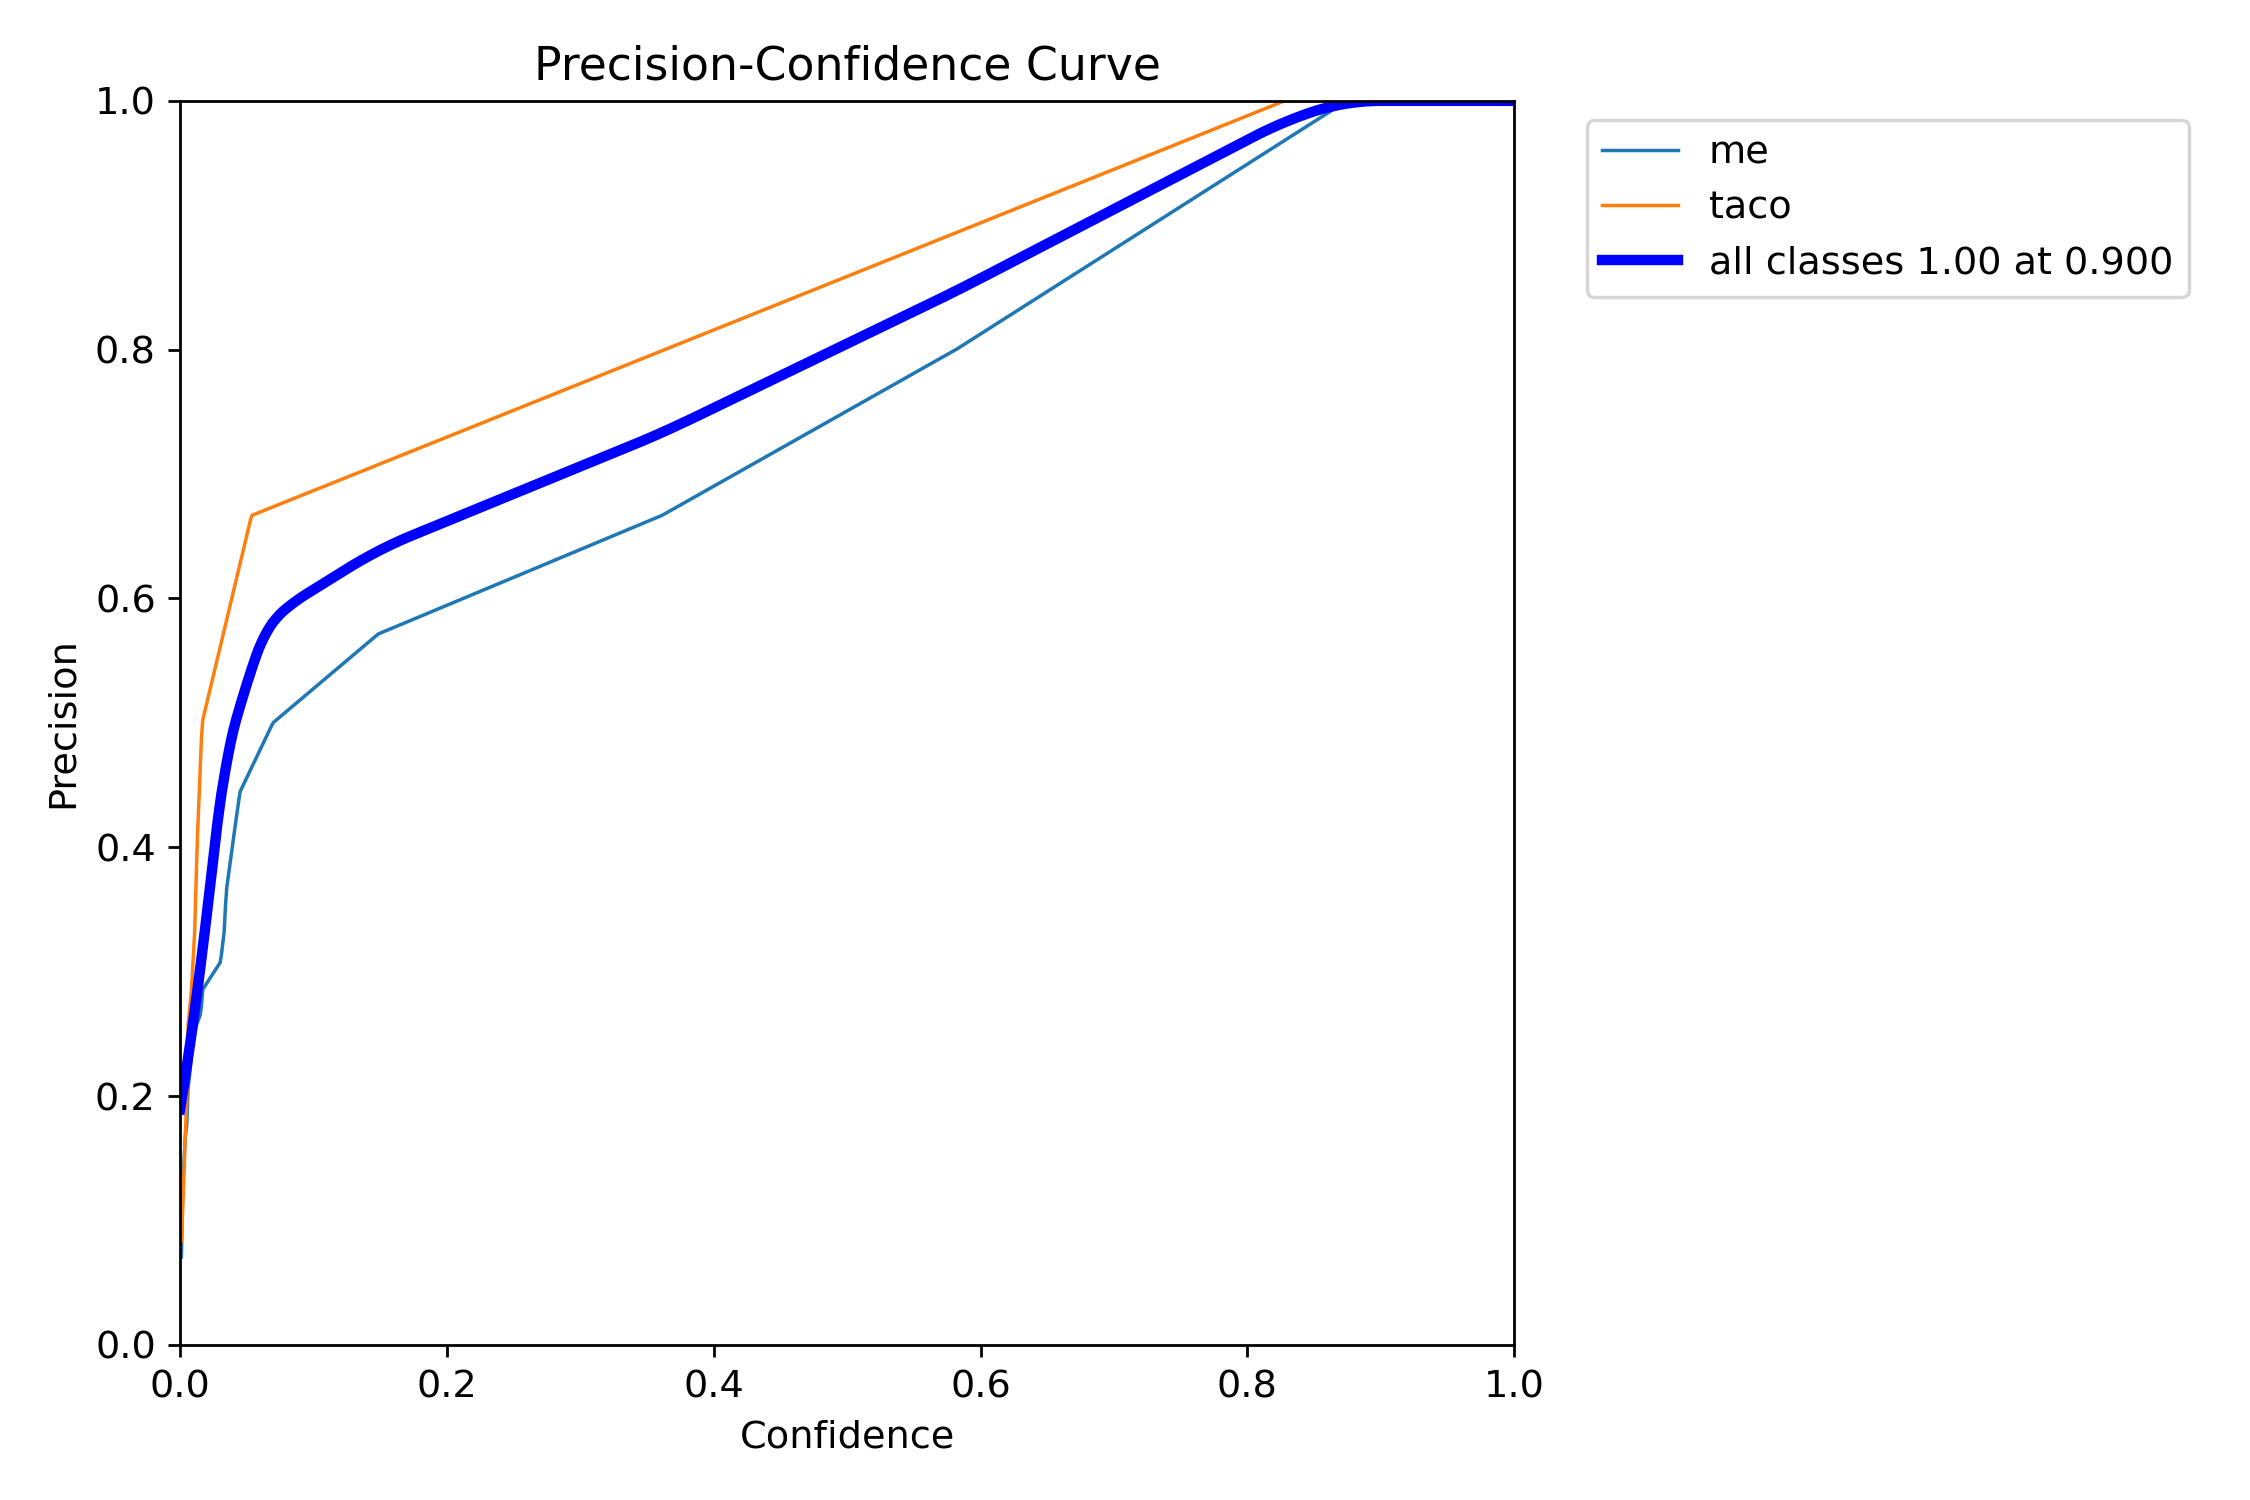 Precision-Confidence Curve
me
taco
all classes 1.00 at 0.900
1.0
0.8
0.6
0.4
0.2
0.0
Precision
0.0 0.2 0.4 0.6 0.8 1.0
Confidence